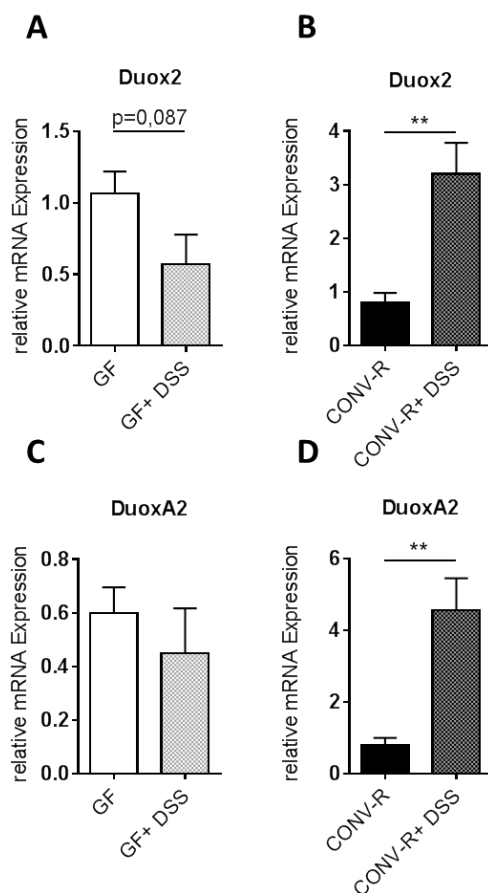 A
Duox2
p=0,087
relative mRNA Expression
1.5
1.0
0.5
0.0
GF
GF+ DSS
B
Duox2
**
relative mRNA Expression
4
3
2
1
0
CONV-R
CONV-R+ DSS
C
DuoxA2
relative mRNA Expression
0.8
0.6
0.4
0.2
0.0
GF
GF+ DSS
D
DuoxA2
**
relative mRNA Expression
6
4
2
0
CONV-R
CONV-R+ DSS